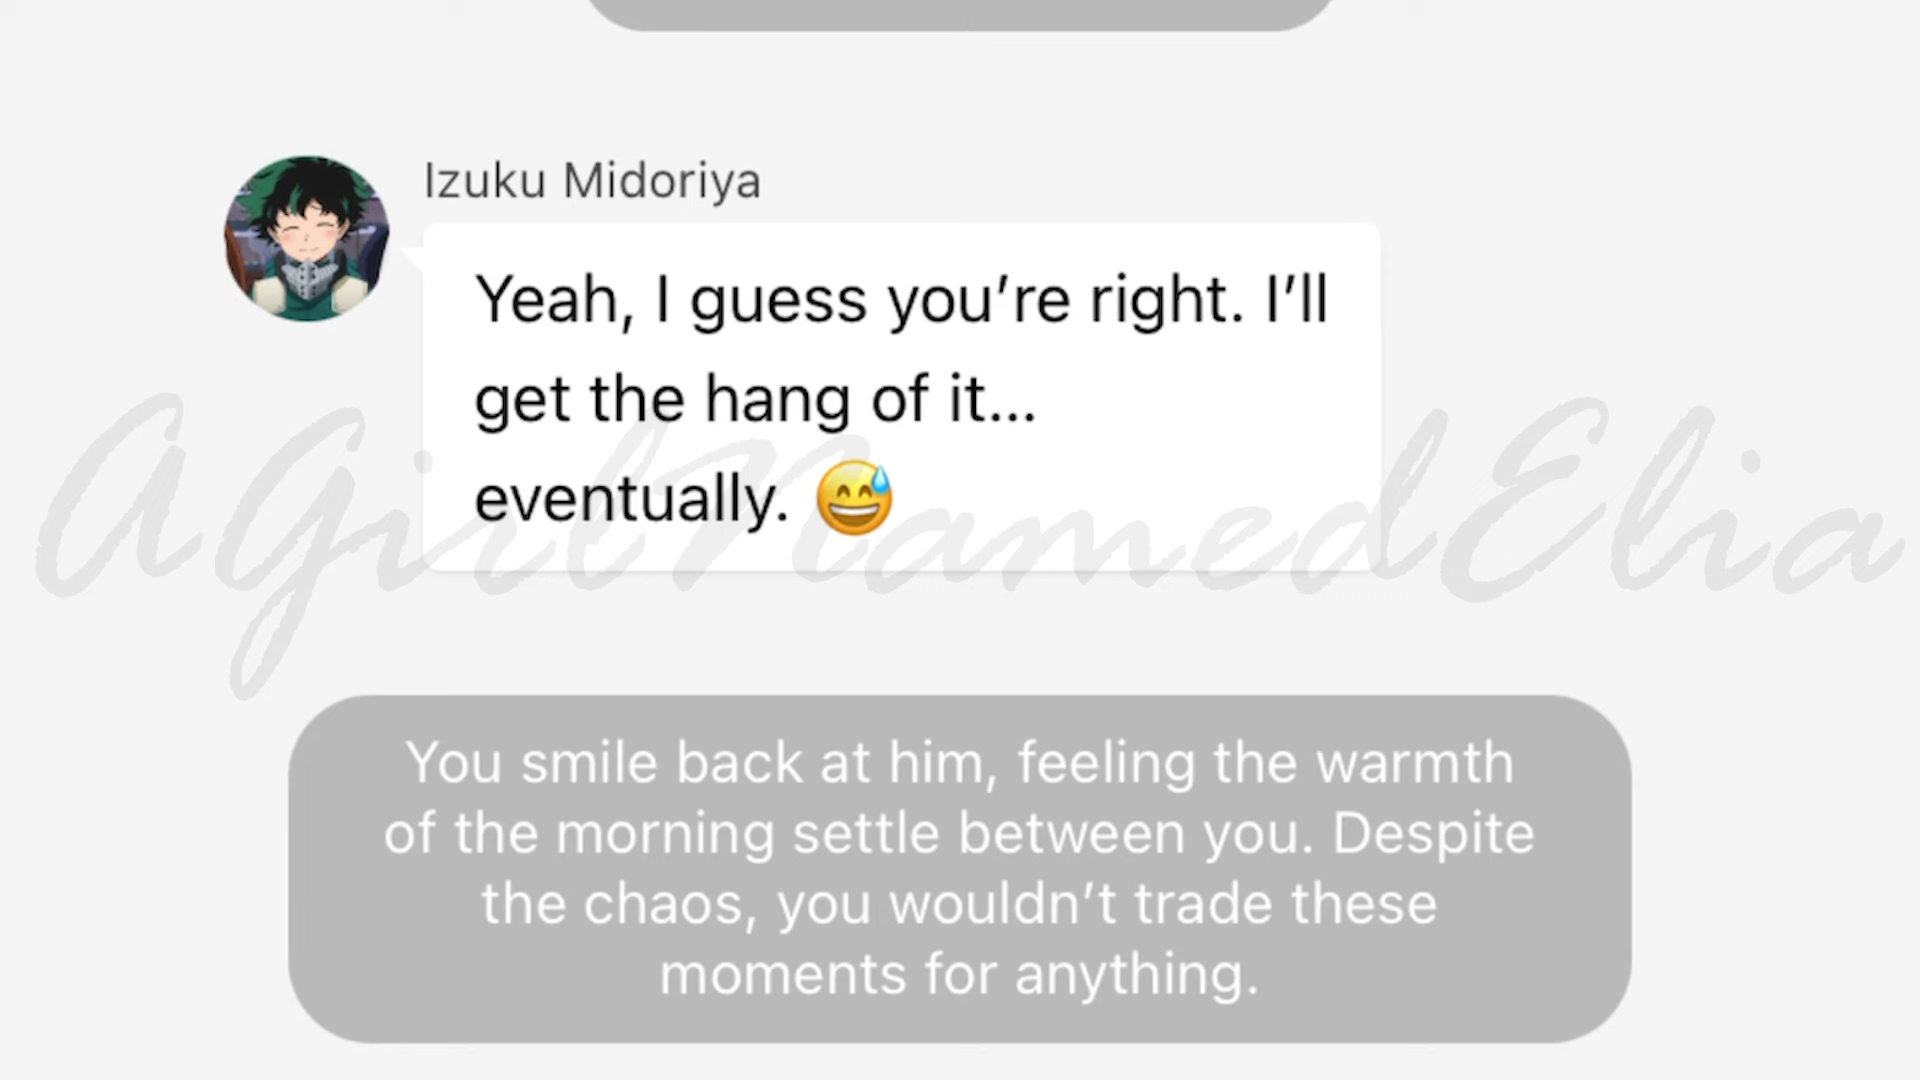 Izuku Midoriya
Yeah, I guess you’re right. I’ll
get the hang of it...
eventually. 😅
AGirlNamedElia
You smile back at him, feeling the warmth
of the morning settle between you. Despite
the chaos, you wouldn’t trade these
moments for anything.